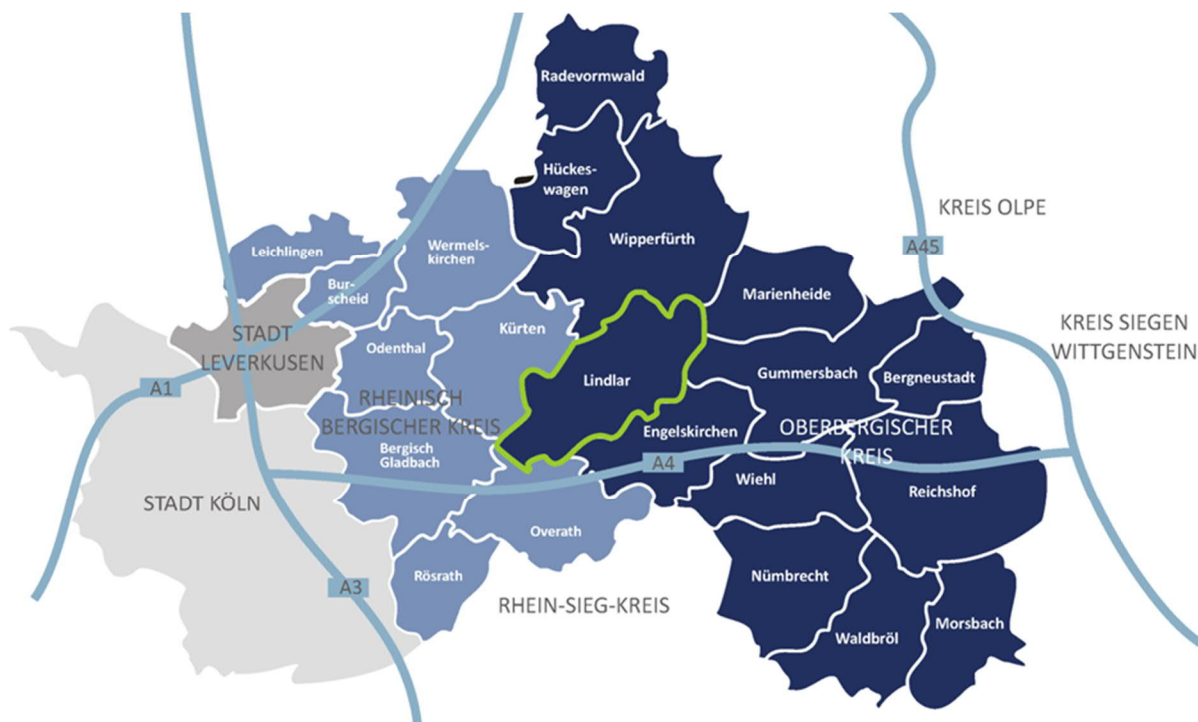 Radevormwald
Hückes-
wagen
KREIS OLPE
Wermels-
kirchen
Wipperfürth
A45
Leichlingen
Bur-
scheid
Marienheide
KREIS SIEGEN
WITTGENSTEIN
Kürten
STADT
LEVERKUSEN
Odenthal
Lindlar
Gummersbach
Bergneustadt
A1
RHEINISCH
BERGISCHER KREIS
Engelskirchen
OBERBERGISCHER
KREIS
Bergisch
Gladbach
A4
Wiehl
Reichshof
STADT KÖLN
Overath
Rösrath
Nümbrecht
A3
RHEIN-SIEG-KREIS
Morsbach
Waldbröl